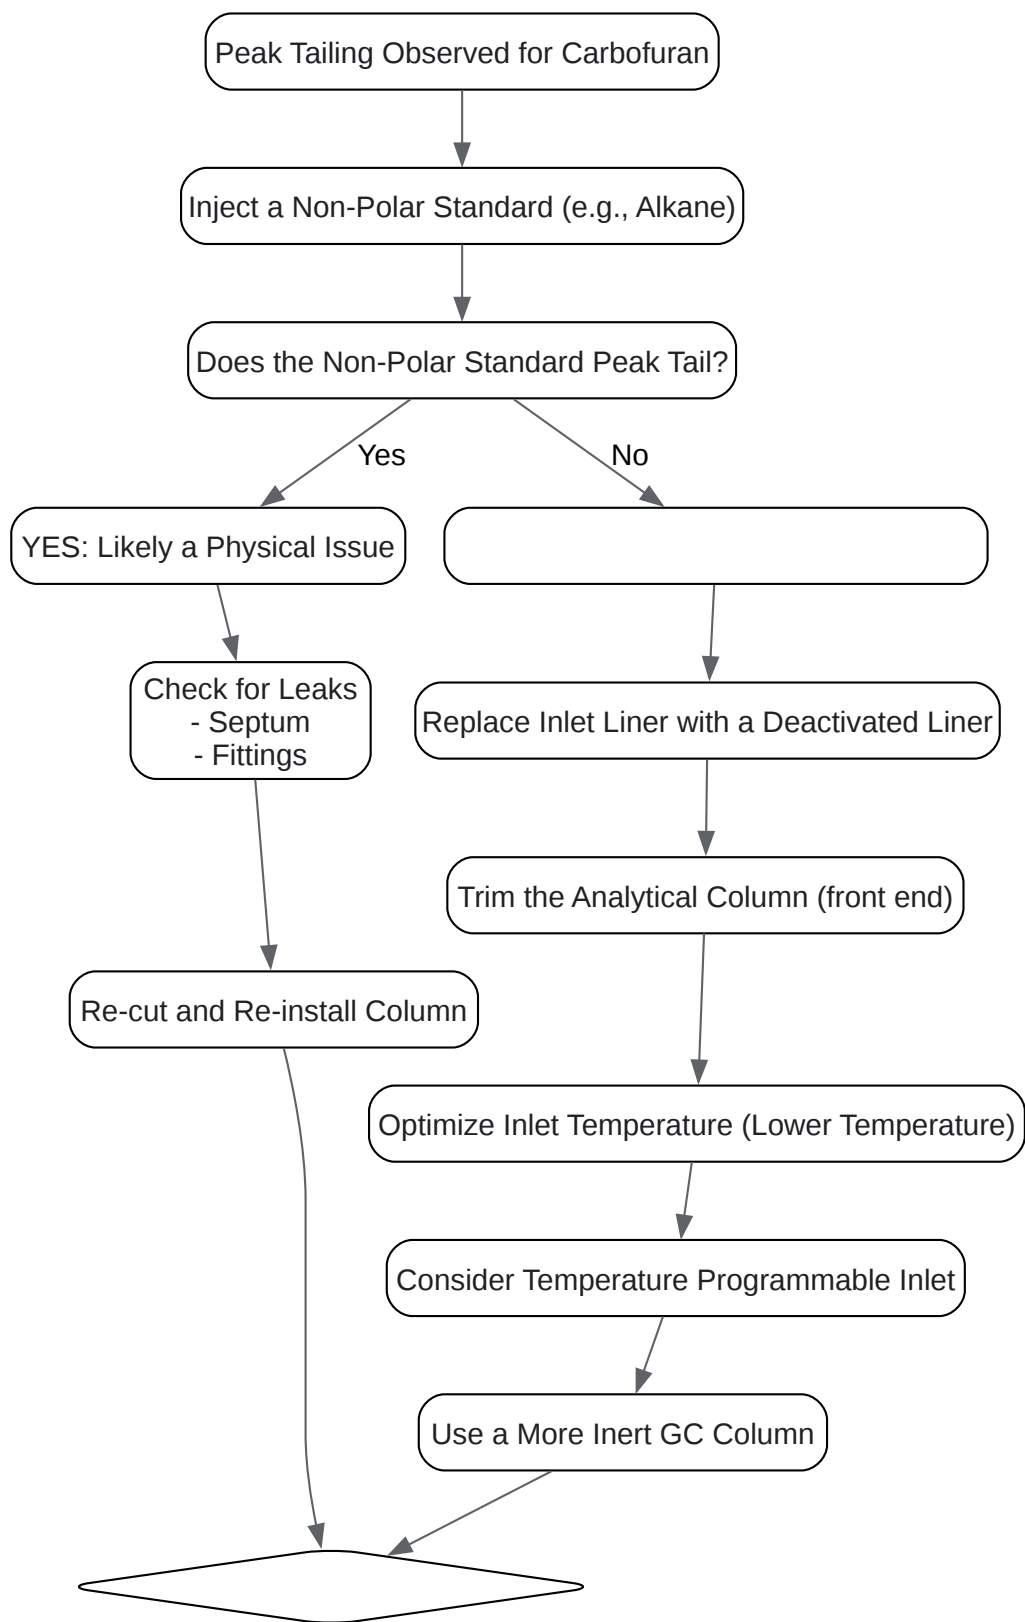 Peak Tailing Observed for Carbofuran
Inject a Non-Polar Standard (e.g., Alkane)
Does the Non-Polar Standard Peak Tail?
Yes
No
YES: Likely a Physical Issue
Check for Leaks
- Septum
- Fittings
Replace Inlet Liner with a Deactivated Liner
Trim the Analytical Column (front end)
Re-cut and Re-install Column
Optimize Inlet Temperature (Lower Temperature)
Consider Temperature Programmable Inlet
Use a More Inert GC Column